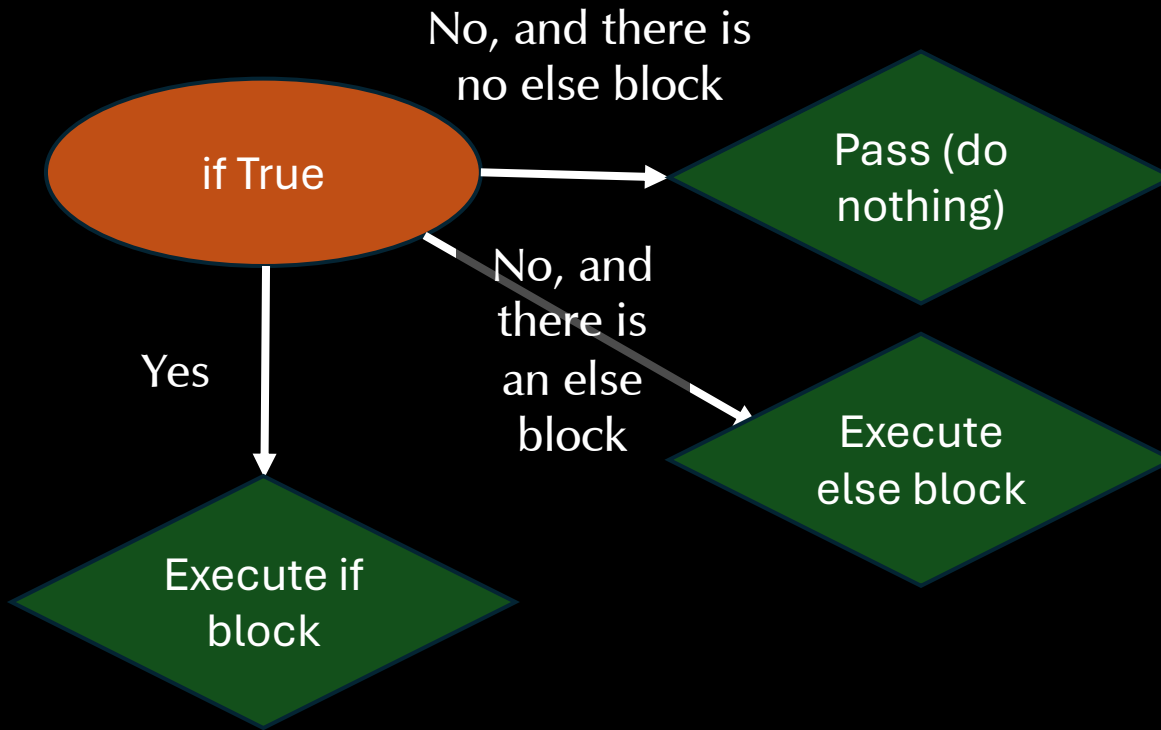 No, and there is
no else block
if True
Pass (do
nothing)
No, and
there is
an else
block
Yes
Execute
else block
Execute if
block